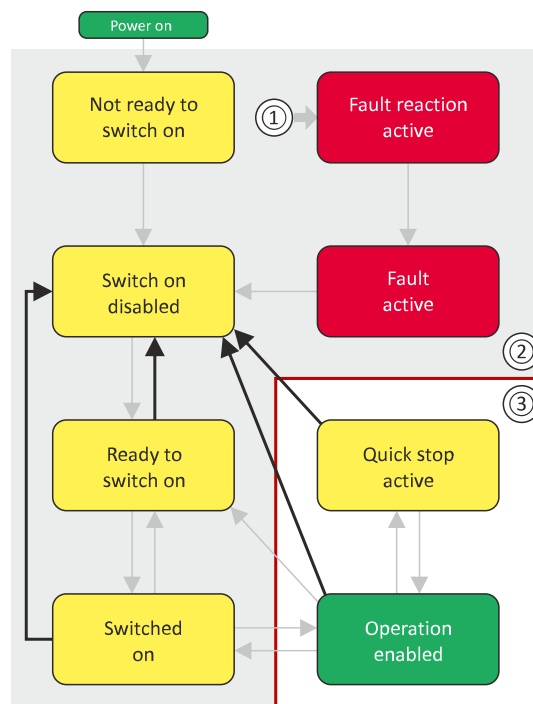 Power on
Not ready to
switch on
1
Fault reaction
active
Switch on
disabled
Fault
active
2
3
Ready to
switch on
Quick stop
active
Switched
on
Operation
enabled